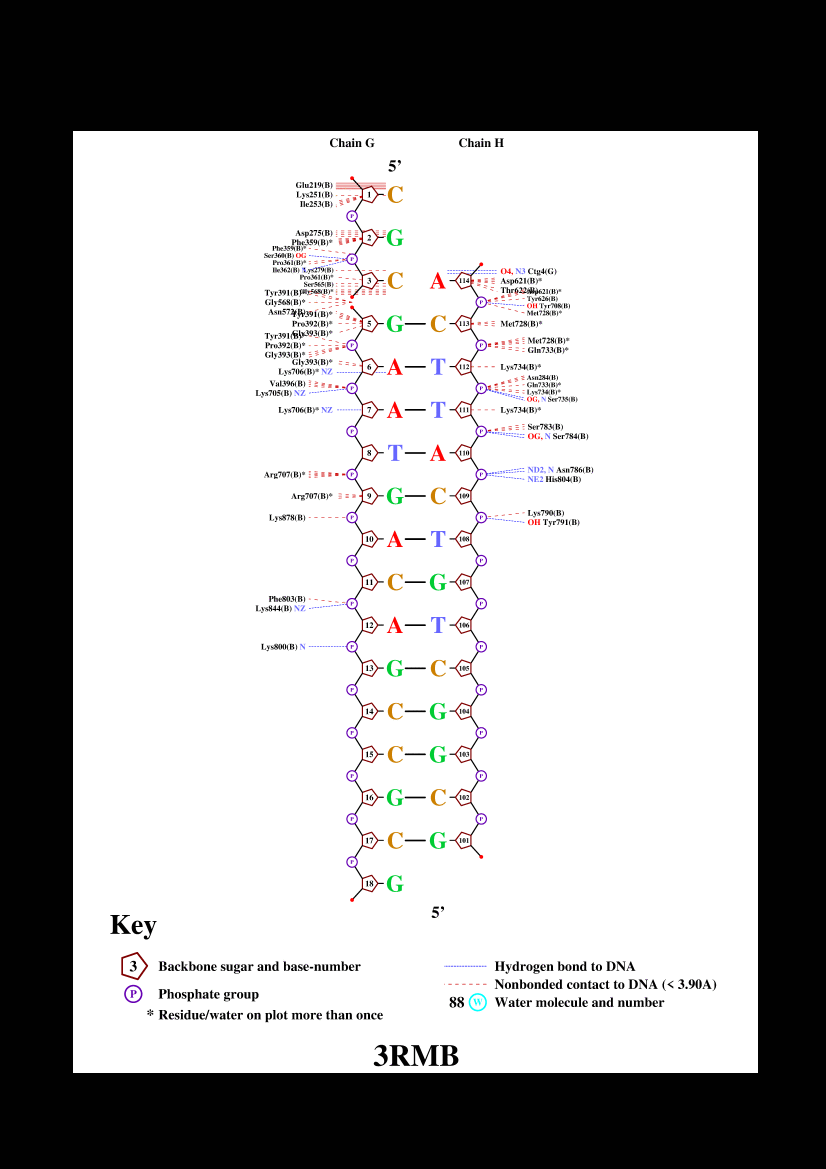 Chain G Chain H
5’
Glu219(B)
Lys251(B)
Ile253(B)
1 C
P
Asp275(B)
Phe359(B)*
2 G
Phe359(B)*
Ser360(B) OG
Pro361(B)*
Ile362(B) Lys279(B)
P
Pro361(B)*
Ser565(B)
Gly568(B)*
3 C A 114
O4, N3 Ctg4(G)
Asp621(B)*
Thr622(B)
Tyr391(B)*
Gly568(B)*
Asn572(B)
P
Asp621(B)*
Tyr626(B)
OH Tyr708(B)
Met728(B)*
Tyr391(B)*
Pro392(B)*
Gly393(B)*
5 G C 113 Met728(B)*
Tyr391(B)*
Pro392(B)*
Gly393(B)*
P P
Met728(B)*
Gln733(B)*
Gly393(B)*
Lys706(B)* NZ
6 A T 112 Lys734(B)*
Val396(B)
Lys705(B) NZ
P P
Asn284(B)
Gln733(B)*
Lys734(B)*
OG, N Ser735(B)
Lys706(B)* NZ 7 A T 111 Lys734(B)*
P P
Ser783(B)
OG, N Ser784(B)
8 T A 110
Arg707(B)* P P
ND2, N Asn786(B)
NE2 His804(B)
Arg707(B)* 9 G C 109
Lys878(B) P P
Lys790(B)
OH Tyr791(B)
10 A T 108
P P
11 C G 107
Phe803(B)
Lys844(B) NZ
P P
12 A T 106
Lys800(B) N P P
13 G C 105
P P
14 C G 104
P P
15 C G 103
P P
16 G C 102
P P
17 C G 101
P
18 G
5’
Key
3 Backbone sugar and base-number
P Phosphate group
* Residue/water on plot more than once
Hydrogen bond to DNA
Nonbonded contact to DNA (< 3.90A)
88 W Water molecule and number
3RMB